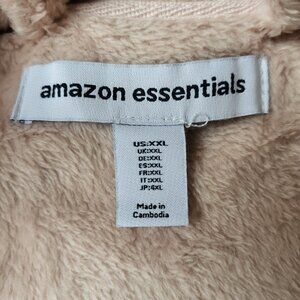 amazon essentials
US:XXL
UK:XXL
DE:XXL
ES:XXL
FR:XXL
IT:XXL
JP:4XL
Made in
Cambodia